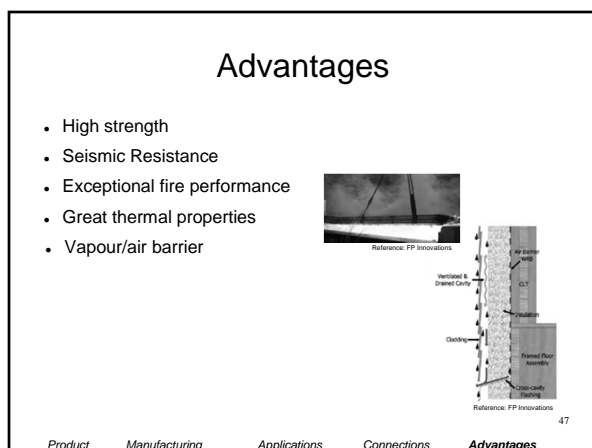 Advantages
• High strength
• Seismic Resistance
• Exceptional fire performance
• Great thermal properties
• Vapour/air barrier
Reference: FP Innovations
Air Barrier
WRB
Ventilated &
Drained Cavity
CLT
Insulation
Cladding
Framed Floor
Assembly
Cross-cavity
Flashing
Reference: FP Innovations
47
Product Manufacturing Applications Connections Advantages